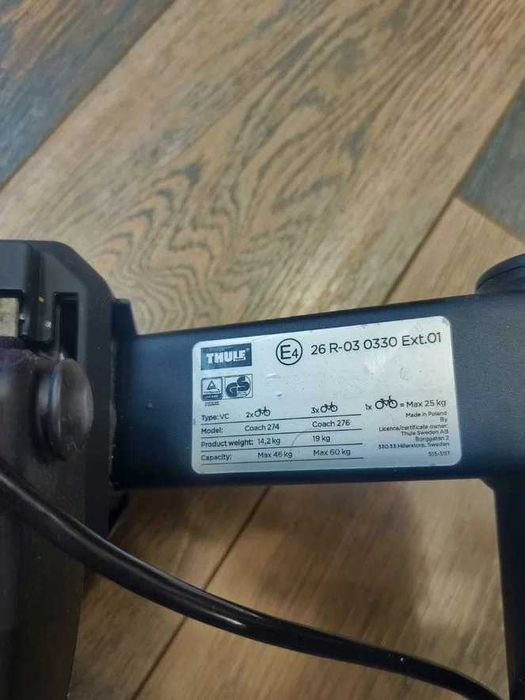 THULE
E4 26 R-03 0330 Ext.01
Type: VC 2x 3x 1x = Max 25 kg
Model: Coach 274 Coach 276
Product weight: 14,2 kg 19 kg
Capacity: Max 46 kg Max 60 kg
Made in Poland
By
Licence/certificate owner:
Thule Sweden AB
Borggatan 2
330 33 Hillerstorp, Sweden